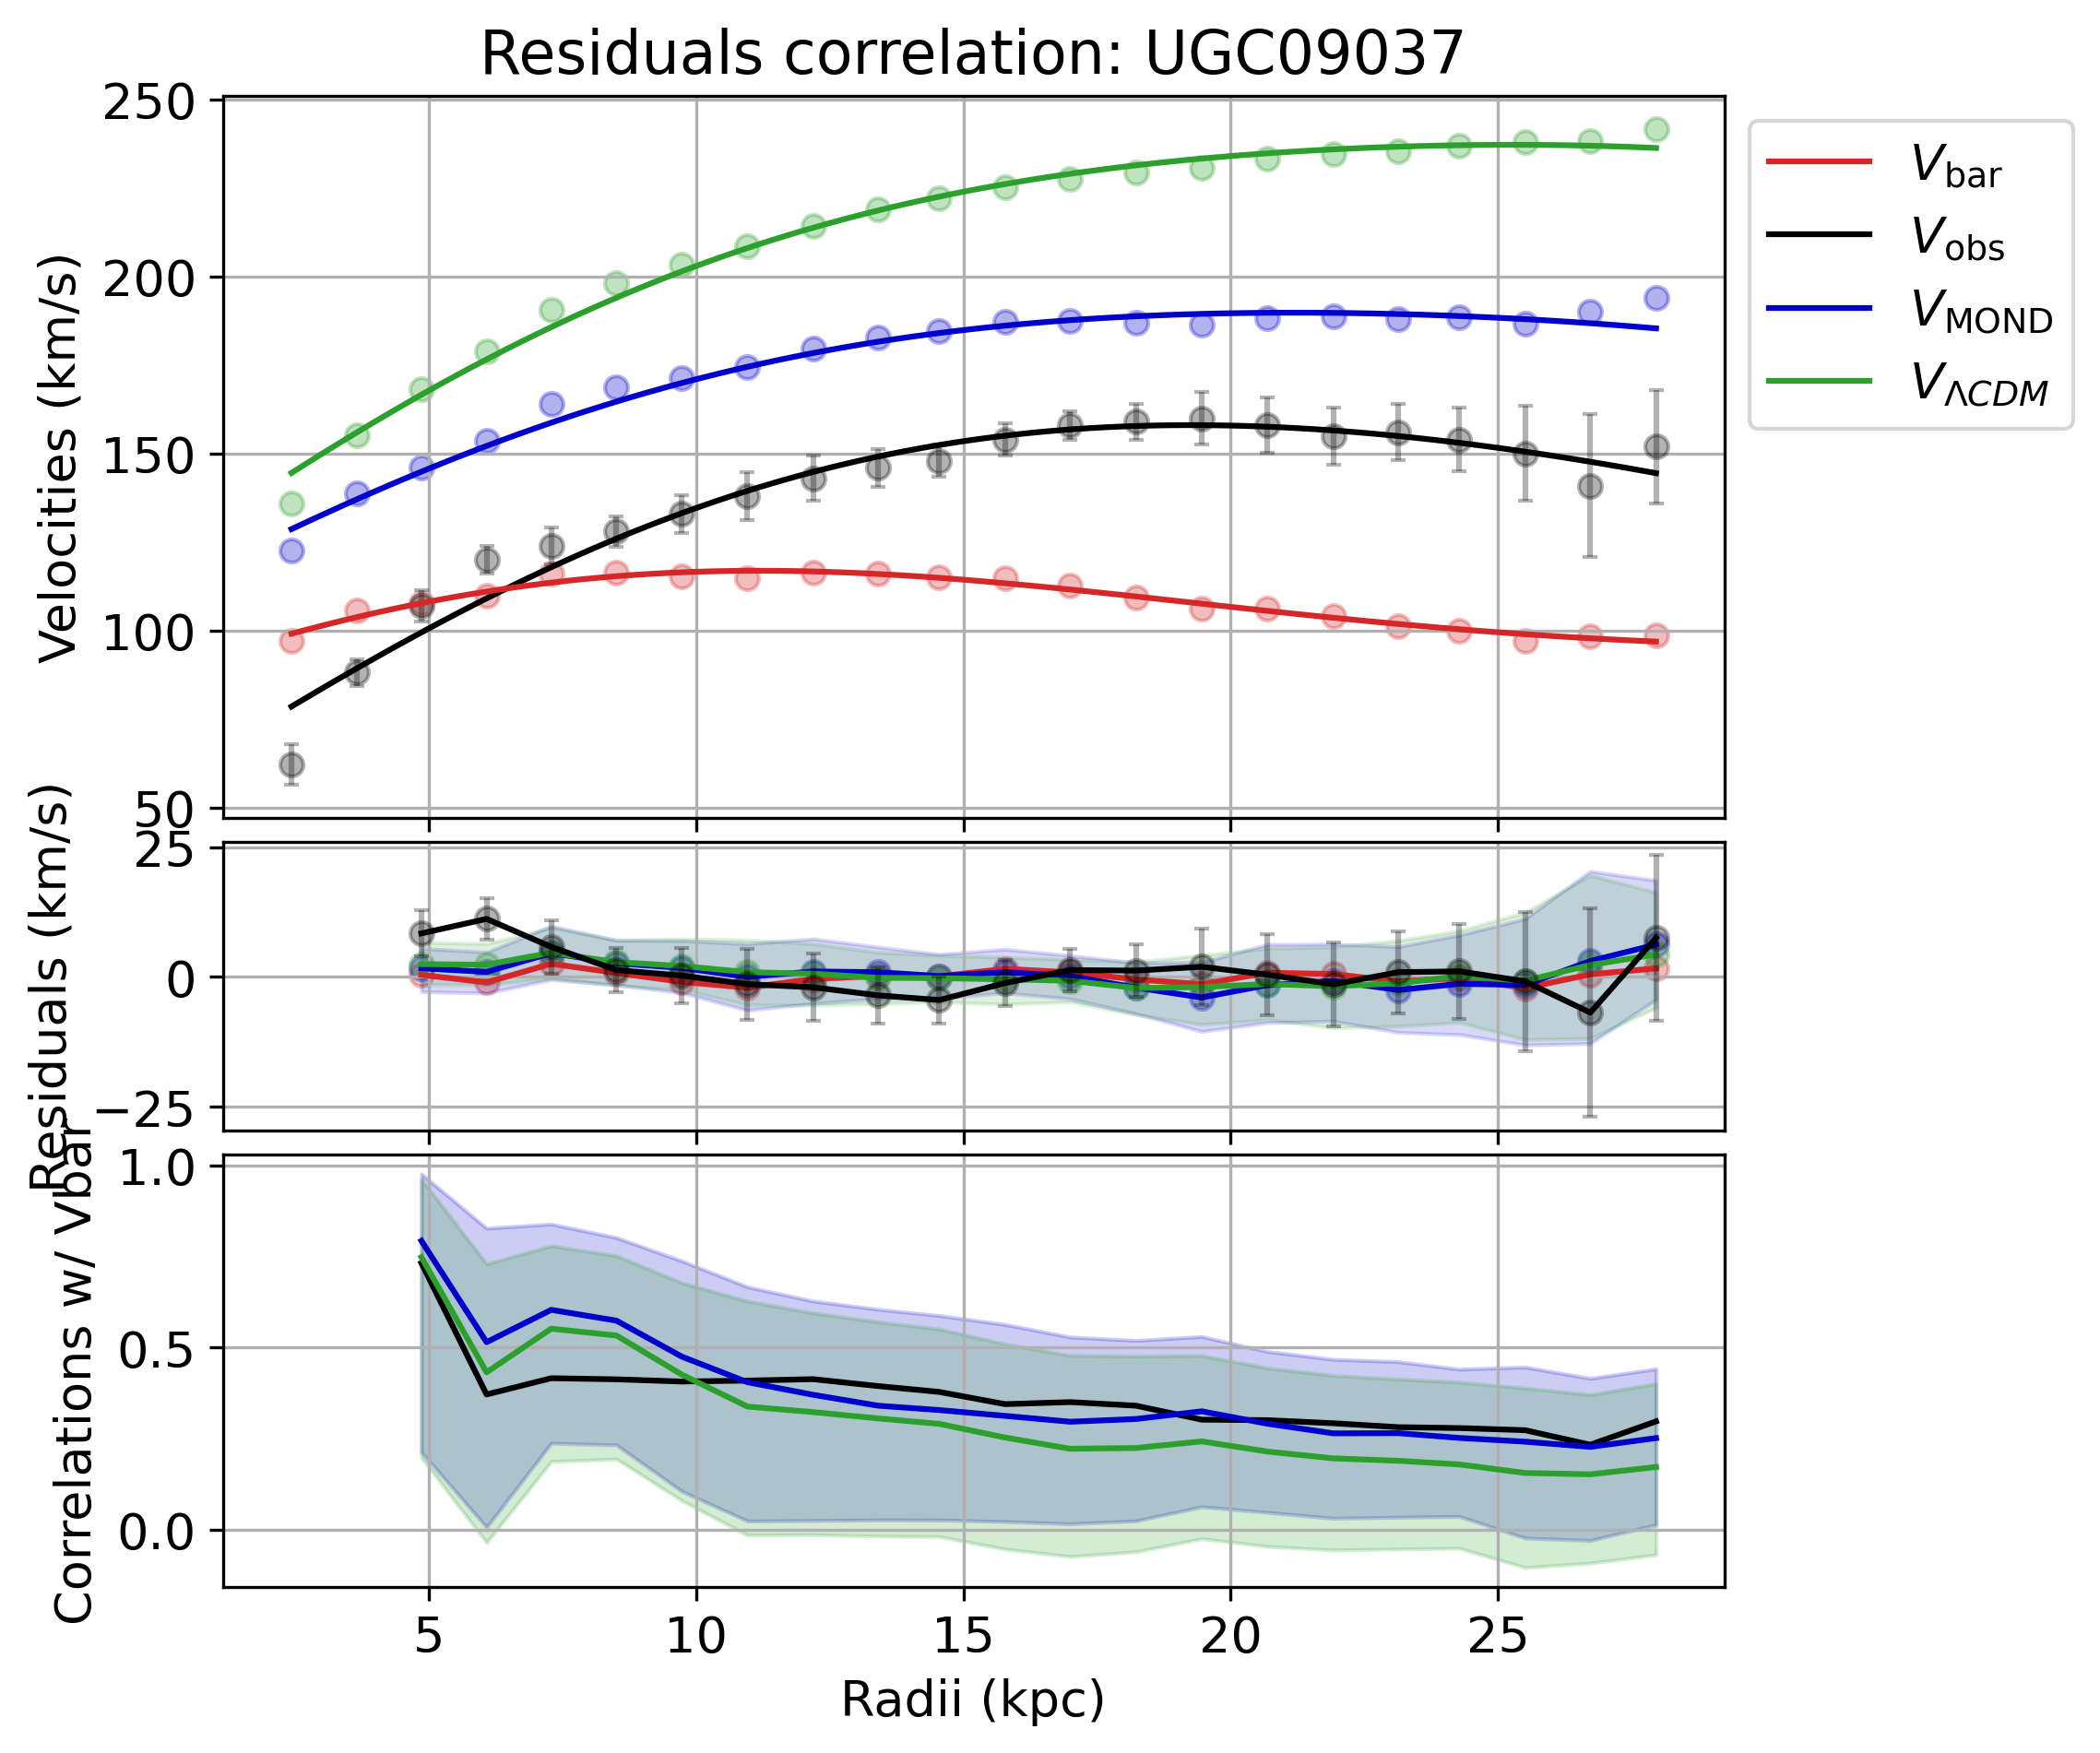 Residuals correlation: UGC09037
250
200
150
100
50
Velocities (km/s)
V_bar
V_obs
V_MOND
V_ΛCDM
25
0
−25
Residuals (km/s)
1.0
0.5
0.0
Correlations w/ Vbar
5 10 15 20 25
Radii (kpc)